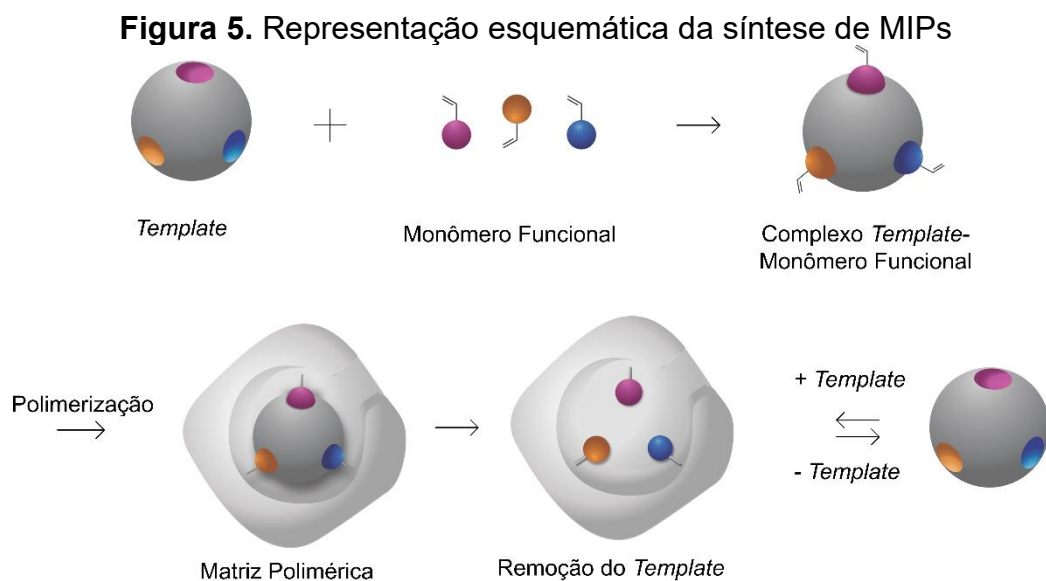 Figura 5. Representação esquemática da síntese de MIPs
Template
Monômero Funcional
Complexo Template-
Monômero Funcional
Polimerização
+ Template
- Template
Matriz Polimérica
Remoção do Template